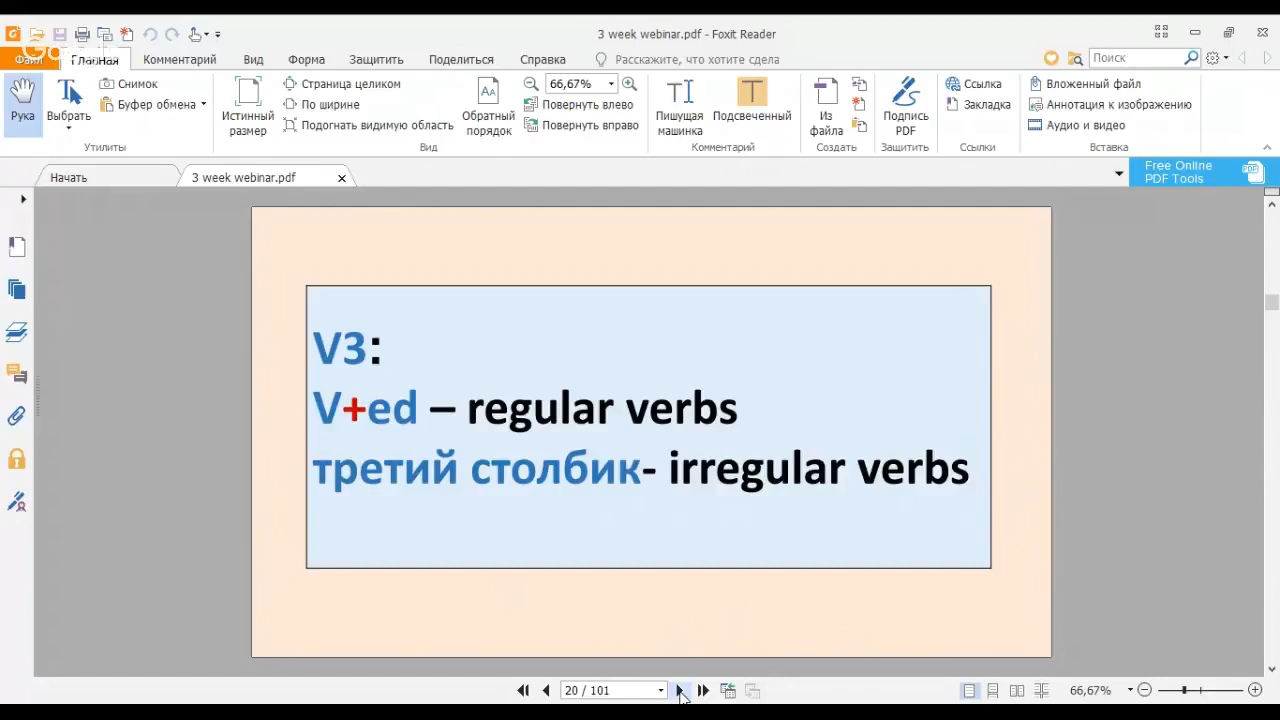 3 week webinar.pdf - Foxit Reader
Файл Главная Комментарий Вид Форма Защитить Поделиться Справка Расскажите, что хотите сдела Поиск
Рука
Выбрать
Снимок
Буфер обмена
Утилиты
Истинный размер
Страница целиком
По ширине
Подогнать видимую область
Обратный порядок
66,67%
Повернуть влево
Повернуть вправо
Вид
Пишущая машинка
Подсвеченный
Комментарий
Из файла
Создать
Подпись PDF
Защитить
Ссылка
Закладка
Ссылки
Вложенный файл
Аннотация к изображению
Аудио и видео
Вставка
Начать
3 week webinar.pdf
Free Online
PDF Tools
V3:
V+ed – regular verbs
третий столбик- irregular verbs
20 / 101
66,67%